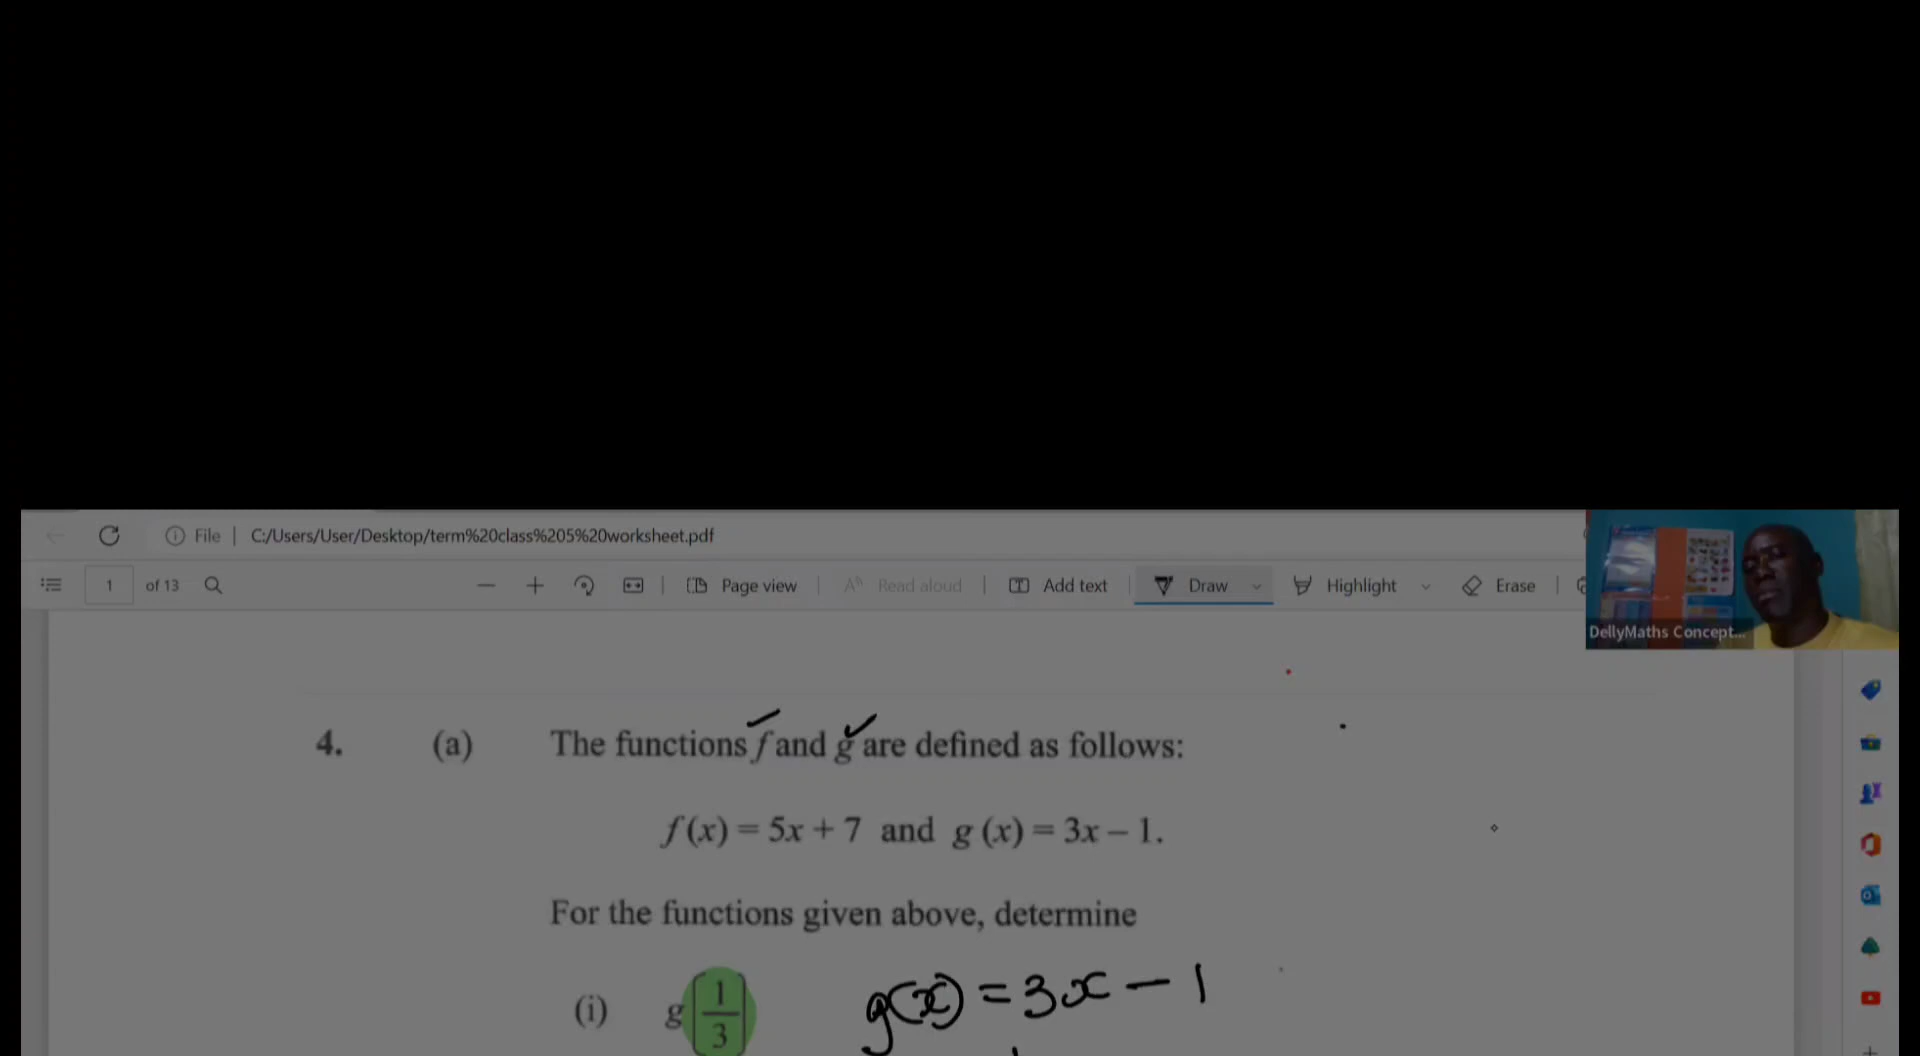 File | C:/Users/User/Desktop/term%20class%205%20worksheet.pdf
1 of 13 Page view Read aloud Add text Draw Highlight Erase
DellyMaths Concept...
4. (a) The functions f and g are defined as follows:
f (x) = 5x + 7 and g (x) = 3x – 1.
For the functions given above, determine
(i) g[1/3] g(x) = 3x - 1